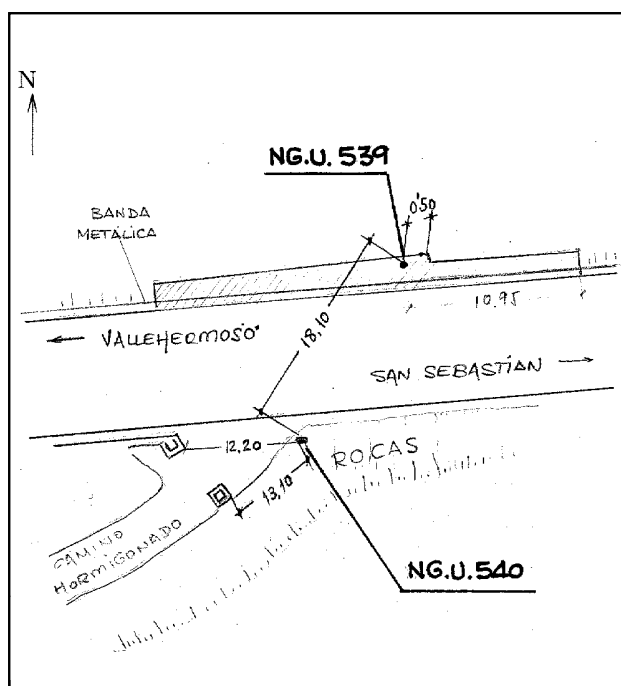 N
NG.U. 539
0'50
BANDA
METÁLICA
10,95
← VALLEHERMOSO
18,10
SAN SEBASTIÁN →
12,20
ROCAS
13,10
CAMINO
HORMIGONADO
NG.U. 540